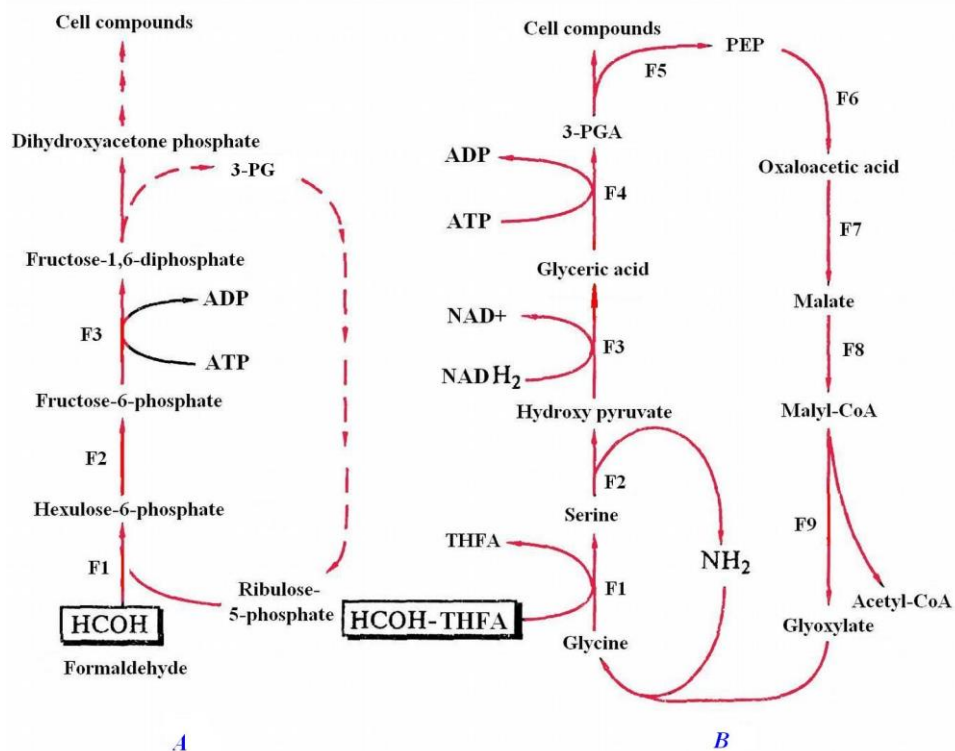 Cell compounds
Dihydroxyacetone phosphate
3-PG
Fructose-1,6-diphosphate
ADP
F3
ATP
Fructose-6-phosphate
F2
Hexulose-6-phosphate
F1
Ribulose-
5-phosphate
HCOH
Formaldehyde
A
Cell compounds
PEP
F5
F6
3-PGA
Oxaloacetic acid
ADP
F4
ATP
F7
Glyceric acid
Malate
NAD+
F3
NAD H2
F8
Hydroxy pyruvate
Malyl-CoA
F2
Serine
F9
THFA
NH2
F1
HCOH-THFA
Acetyl-CoA
Glycine
Glyoxylate
B